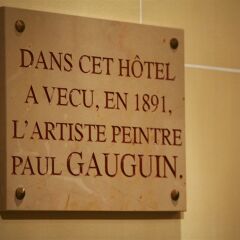 DANS CET HÔTEL
A VECU, EN 1891,
L'ARTISTE PEINTRE
PAUL GAUGUIN.